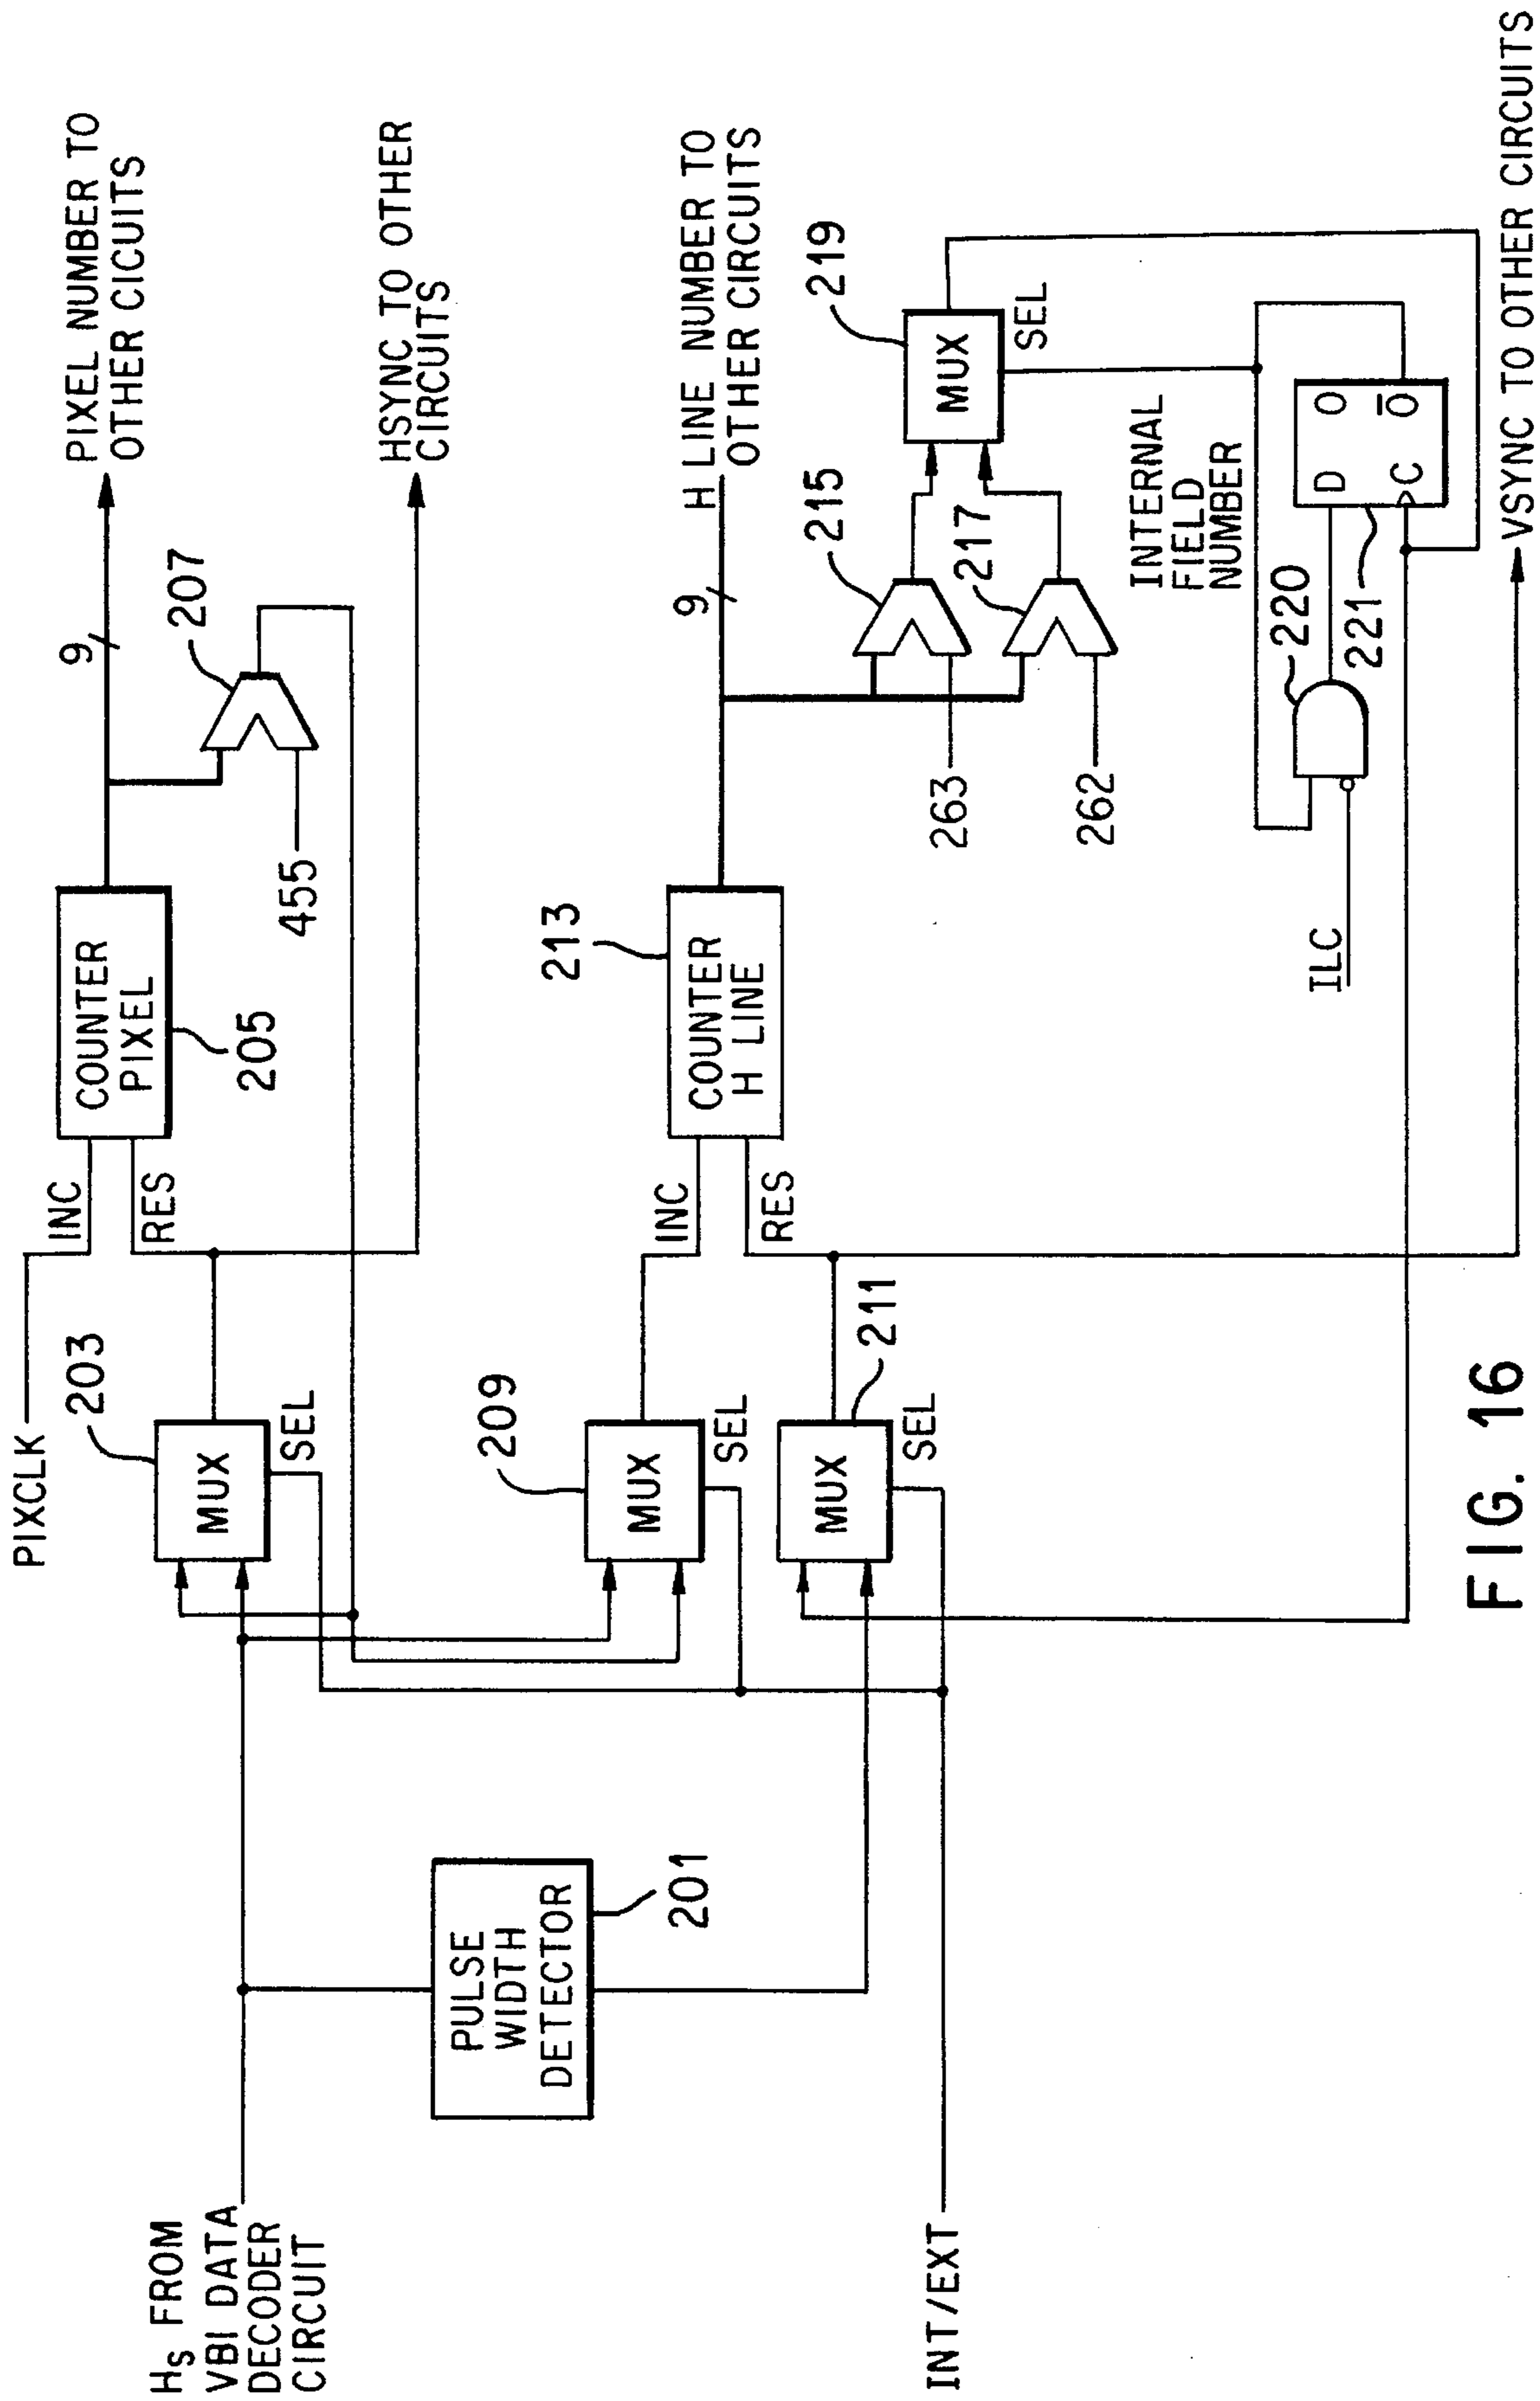 PIXCLK
INC
RES
COUNTER
PIXEL
205
9
PIXEL NUMBER TO
OTHER CICUITS
207
455
203
MUX
SEL
HSYNC TO OTHER
CIRCUITS
HS FROM
VBI DATA
DECODER
CIRCUIT
PULSE
WIDTH
DETECTOR
201
209
MUX
SEL
INC
RES
213
COUNTER
H LINE
9
H LINE NUMBER TO
OTHER CIRCUITS
211
MUX
SEL
215
263
217
262
219
MUX
SEL
INTERNAL
FIELD
NUMBER
INT/EXT
ILC
220
221
D
O
C
O̅
VSYNC TO OTHER CIRCUITS
FIG. 16